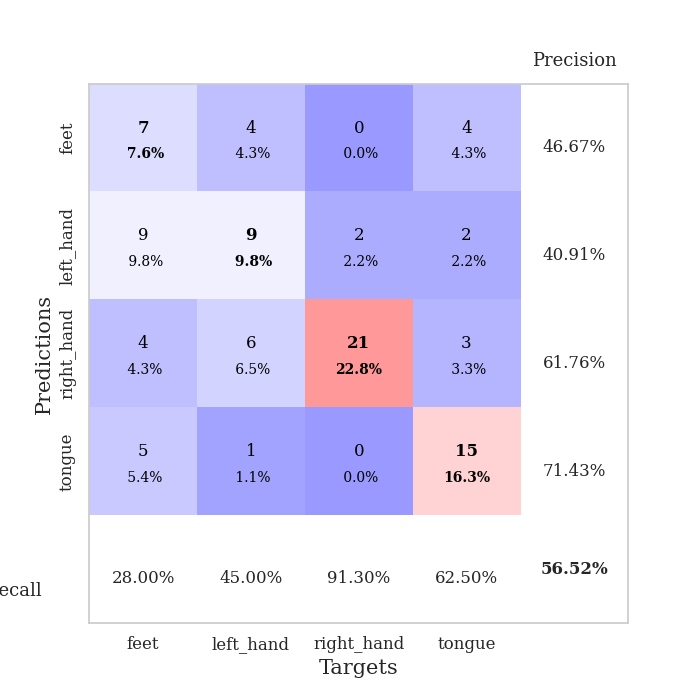 Precision
feet
7 4 0 4
7.6% 4.3% 0.0% 4.3%
46.67%
left_hand
9 9 2 2
9.8% 9.8% 2.2% 2.2%
40.91%
Predictions
right_hand
4 6 21 3
4.3% 6.5% 22.8% 3.3%
61.76%
tongue
5 1 0 15
5.4% 1.1% 0.0% 16.3%
71.43%
ecall
28.00% 45.00% 91.30% 62.50%
56.52%
feet left_hand right_hand tongue
Targets